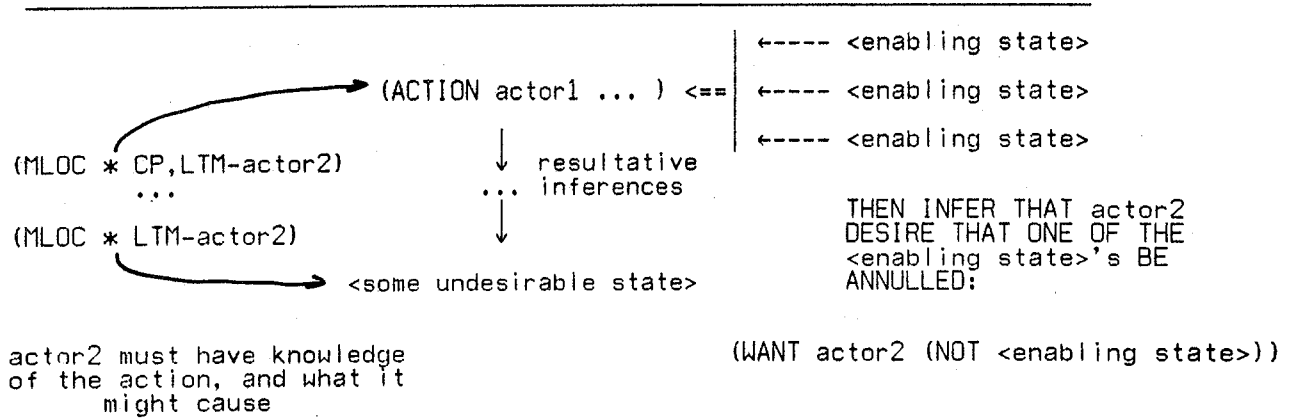 ←----- <enabling state>
(ACTION actor1 ... ) <== ←----- <enabling state>
←----- <enabling state>
(MLOC * CP,LTM-actor2)
...
resultative
... inferences
(MLOC * LTM-actor2)
<some undesirable state>
THEN INFER THAT actor2
DESIRE THAT ONE OF THE
<enabling state>'s BE
ANNULLED:
actor2 must have knowledge
of the action, and what it
might cause
(WANT actor2 (NOT <enabling state>))